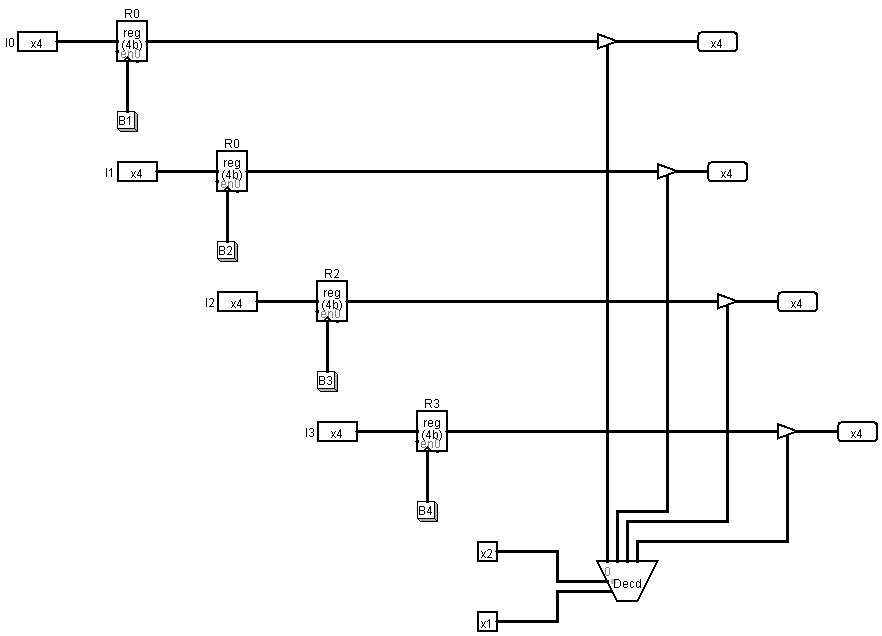 R0
I0 x4 reg (4b) en0 x4
B1
R0
I1 x4 reg (4b) en0 x4
B2
R2
I2 x4 reg (4b) en0 x4
B3
R3
I3 x4 reg (4b) en0 x4
B4
x2
0
Decd
x1